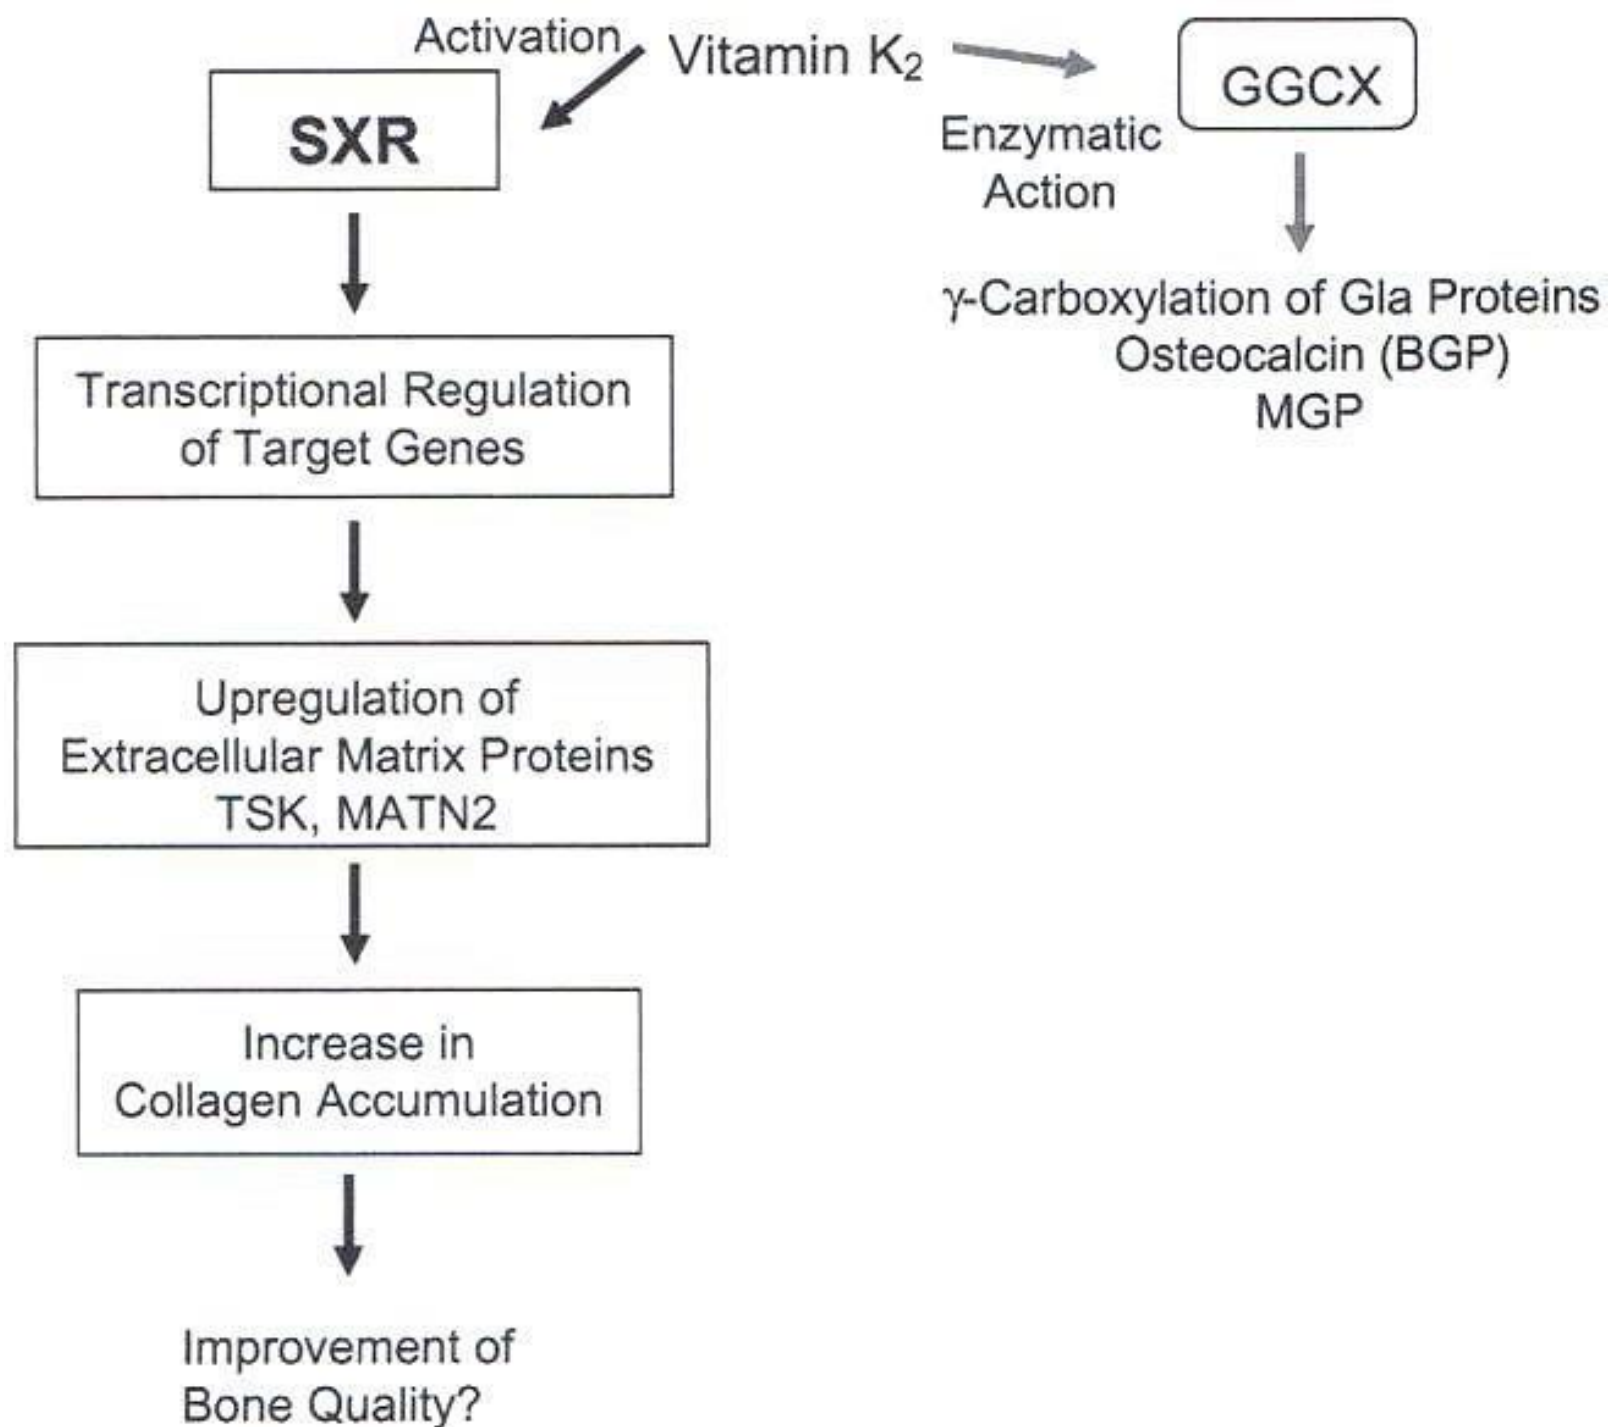 Activation
Vitamin K₂
GGCX
SXR
Enzymatic
Action
γ-Carboxylation of Gla Proteins
Osteocalcin (BGP)
MGP
Transcriptional Regulation
of Target Genes
Upregulation of
Extracellular Matrix Proteins
TSK, MATN2
Increase in
Collagen Accumulation
Improvement of
Bone Quality?